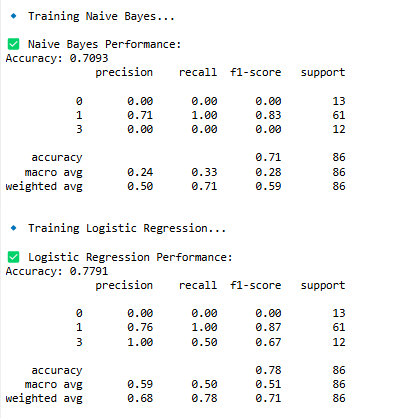 🔹 Training Naive Bayes...
✅ Naive Bayes Performance:
Accuracy: 0.7093
              precision    recall  f1-score   support
           0       0.00      0.00      0.00        13
           1       0.71      1.00      0.83        61
           3       0.00      0.00      0.00        12
    accuracy                           0.71        86
   macro avg       0.24      0.33      0.28        86
weighted avg       0.50      0.71      0.59        86
🔹 Training Logistic Regression...
✅ Logistic Regression Performance:
Accuracy: 0.7791
              precision    recall  f1-score   support
           0       0.00      0.00      0.00        13
           1       0.76      1.00      0.87        61
           3       1.00      0.50      0.67        12
    accuracy                           0.78        86
   macro avg       0.59      0.50      0.51        86
weighted avg       0.68      0.78      0.71        86